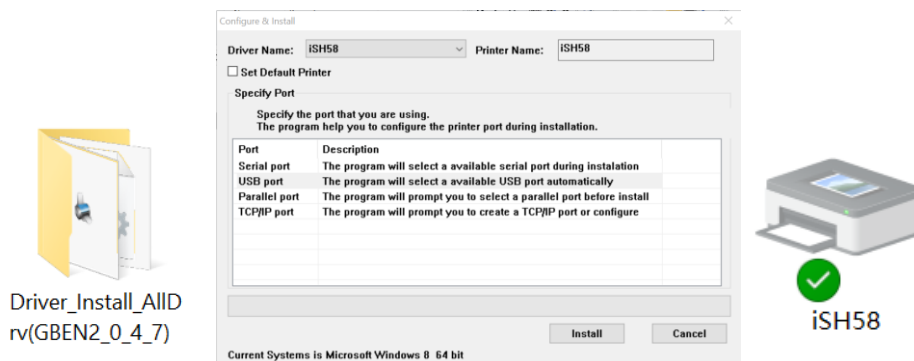 Configure & Install
Driver Name: iSH58 Printer Name: iSH58
Set Default Printer
Specify Port
Specify the port that you are using.
The program help you to configure the printer port during installation.
Port Description
Serial port The program will select a available serial port during instalation
USB port The program will select a available USB port automatically
Parallel port The program will prompt you to select a parallel port before install
TCP/IP port The program will prompt you to create a TCP/IP port or configure
Install Cancel
Current Systems is Microsoft Windows 8 64 bit
Driver_Install_AllD
rv(GBEN2_0_4_7)
iSH58